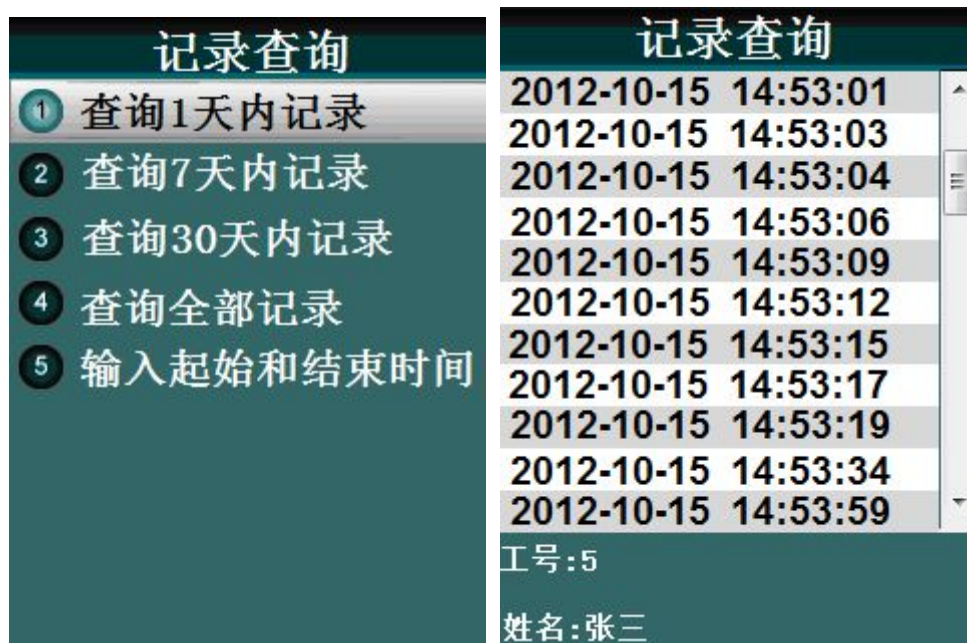 记录查询
1 查询1天内记录
2 查询7天内记录
3 查询30天内记录
4 查询全部记录
5 输入起始和结束时间
记录查询
2012-10-15 14:53:01
2012-10-15 14:53:03
2012-10-15 14:53:04
2012-10-15 14:53:06
2012-10-15 14:53:09
2012-10-15 14:53:12
2012-10-15 14:53:15
2012-10-15 14:53:17
2012-10-15 14:53:19
2012-10-15 14:53:34
2012-10-15 14:53:59
工号:5
姓名:张三